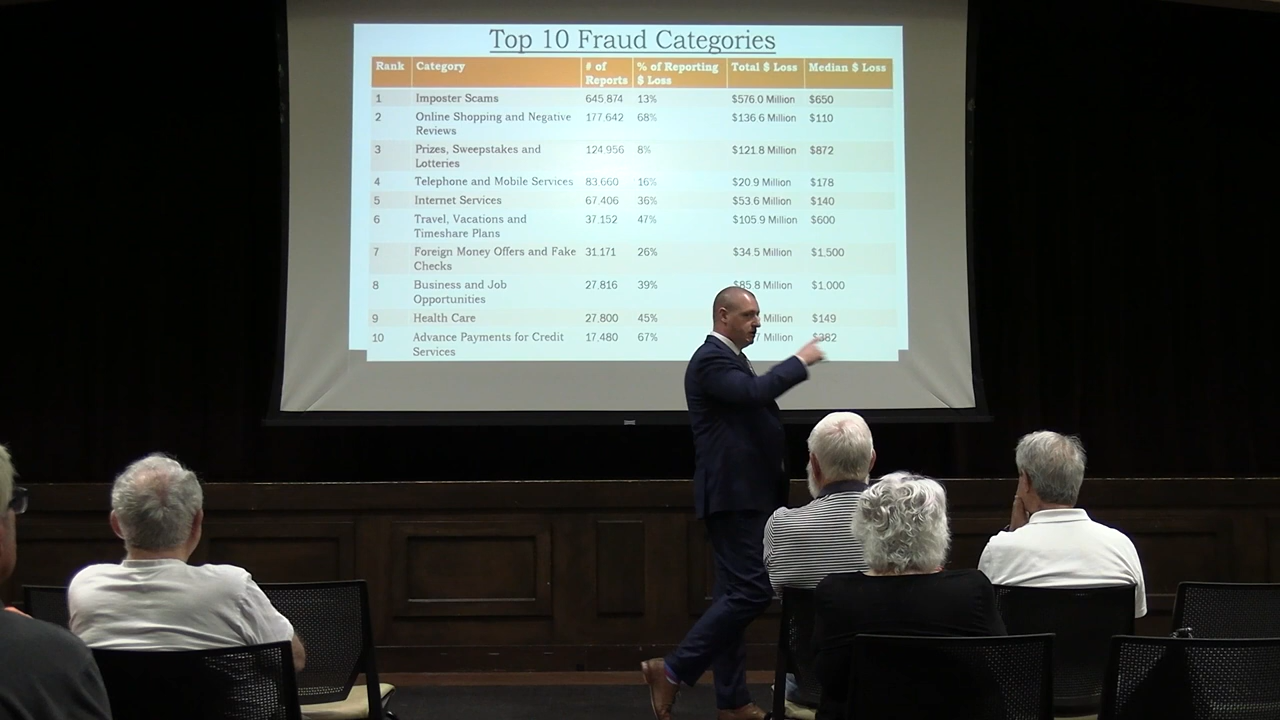 Top 10 Fraud Categories
Rank Category # of Reports % of Reporting $ Loss Total $ Loss Median $ Loss
1 Imposter Scams 645,874 13% $576.0 Million $650
2 Online Shopping and Negative Reviews 177,642 68% $136.6 Million $110
3 Prizes, Sweepstakes and Lotteries 124,956 8% $121.8 Million $872
4 Telephone and Mobile Services 83,660 16% $20.9 Million $178
5 Internet Services 67,406 36% $53.6 Million $140
6 Travel, Vacations and Timeshare Plans 37,152 47% $105.9 Million $600
7 Foreign Money Offers and Fake Checks 31,171 26% $34.5 Million $1,500
8 Business and Job Opportunities 27,816 39% $85.8 Million $1,000
9 Health Care 27,800 45% Million $149
10 Advance Payments for Credit Services 17,480 67% Million $382